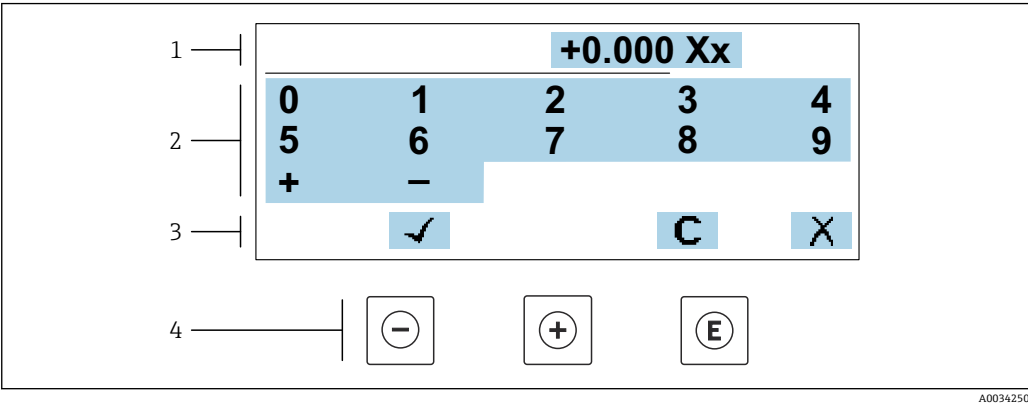 1 +0.000 Xx
0 1 2 3 4
2 5 6 7 8 9
+ −
3 ✓ C X
4 − + E
A0034250